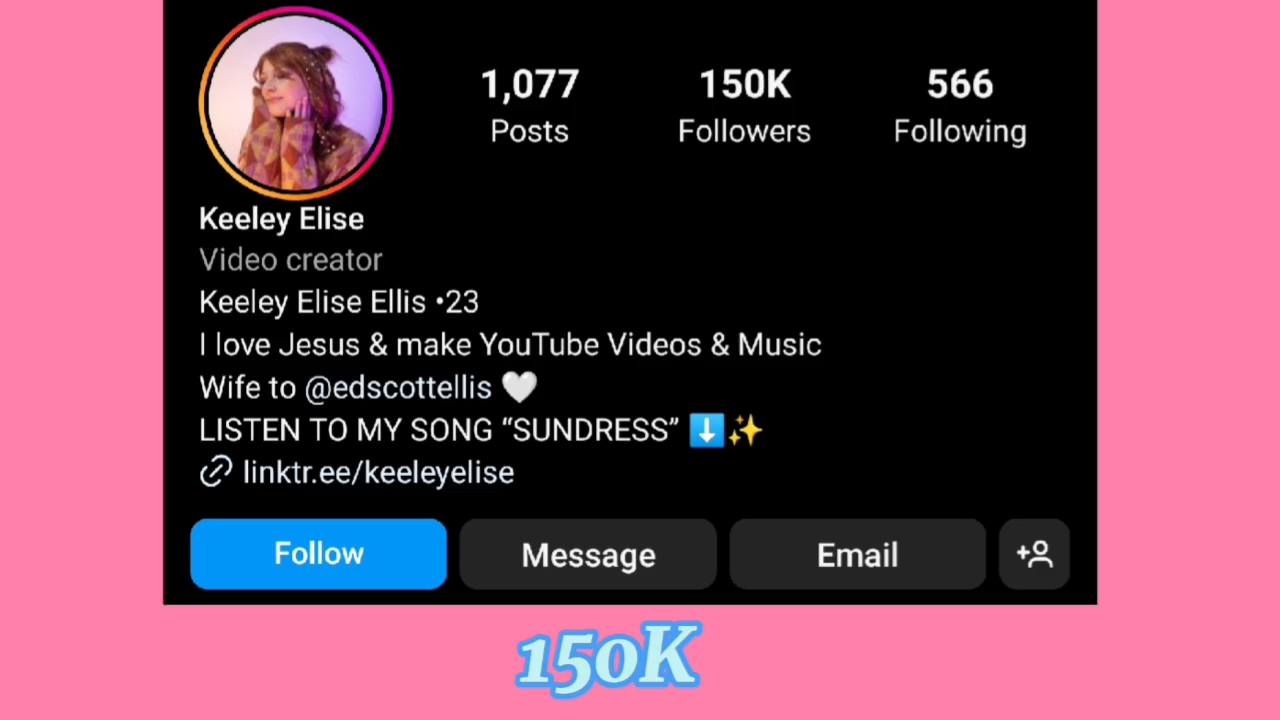 1,077 150K 566
Posts Followers Following
Keeley Elise
Video creator
Keeley Elise Ellis •23
I love Jesus & make YouTube Videos & Music
Wife to @edscottellis 🤍
LISTEN TO MY SONG “SUNDRESS” ⬇️✨
linktr.ee/keeleyelise
Follow Message Email
150K